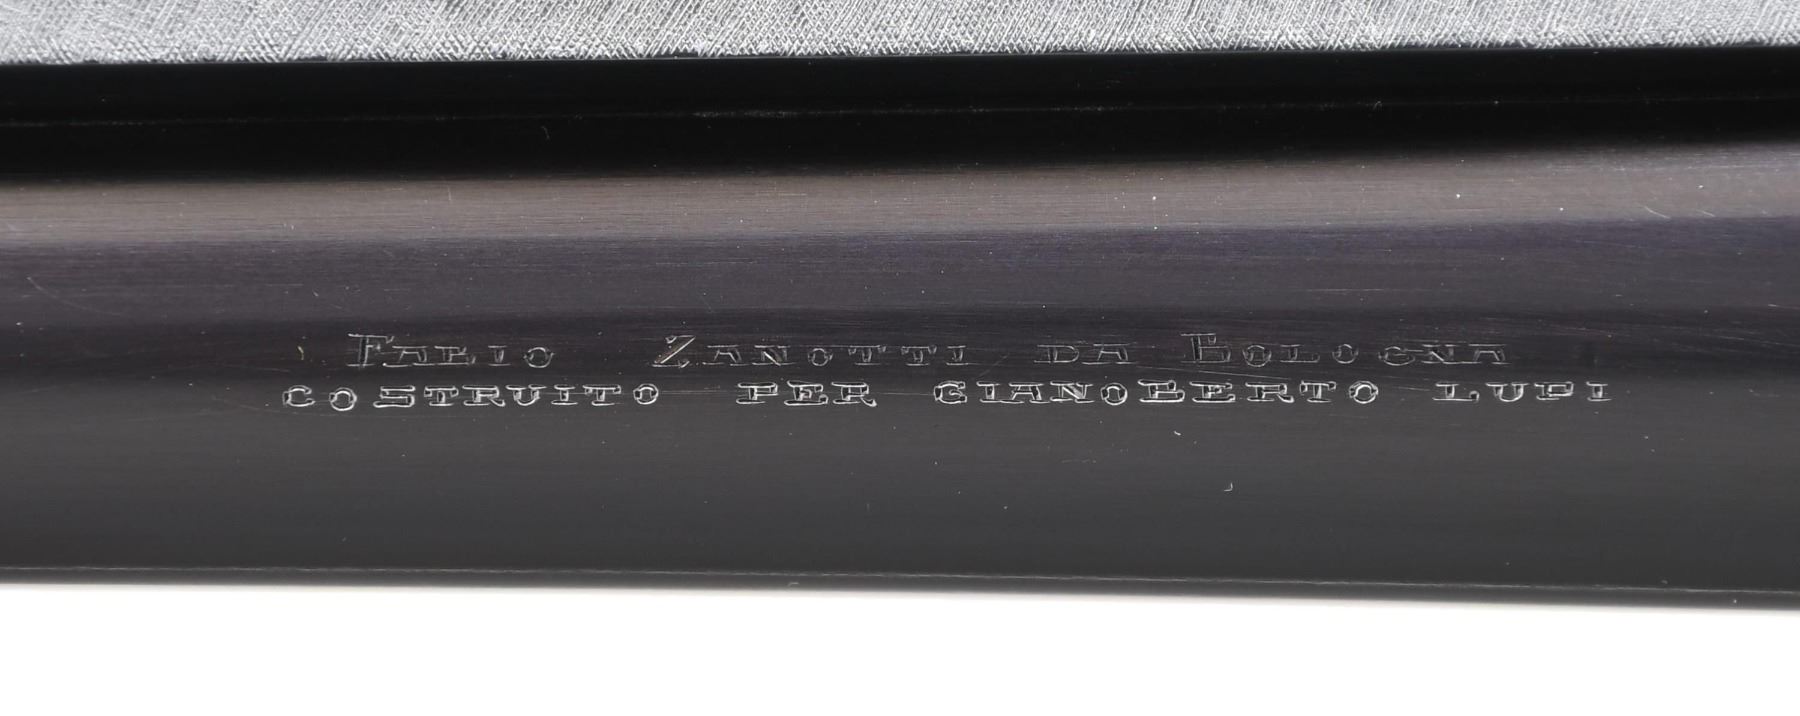 Fabio Zanotti da Bologna
COSTRUITO PER GIANOBERTO LUPI